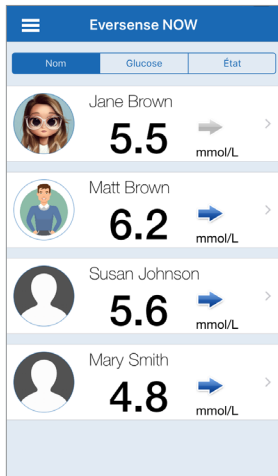 Eversense NOW
Nom Glucose État
Jane Brown
5.5
mmol/L
Matt Brown
6.2
mmol/L
Susan Johnson
5.6
mmol/L
Mary Smith
4.8
mmol/L